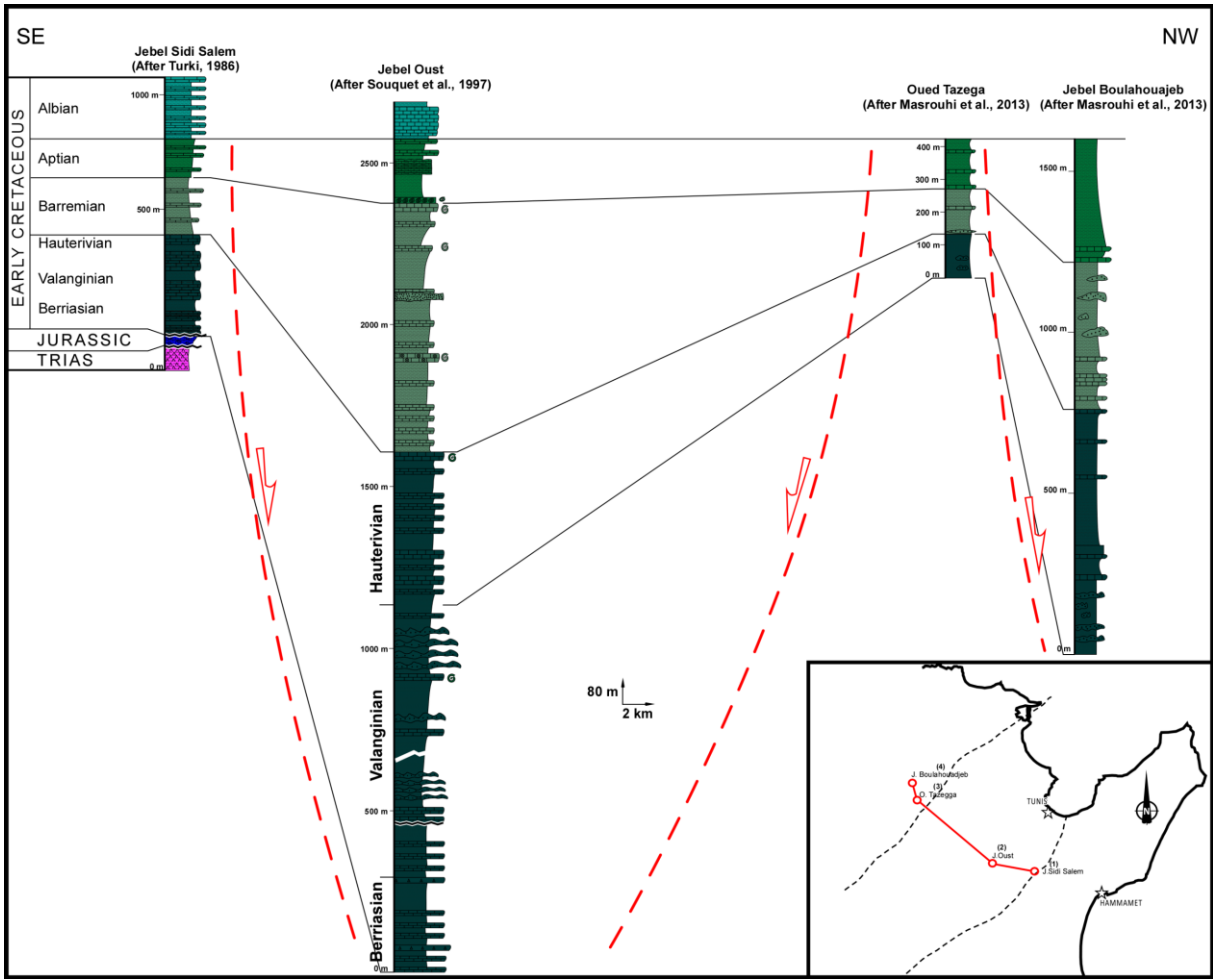 SE
NW
Jebel Sidi Salem
(After Turki, 1986)
Jebel Oust
(After Souquet et al., 1997)
Oued Tazega
(After Masrouhi et al., 2013)
Jebel Boulahouajeb
(After Masrouhi et al., 2013)
EARLY CRETACEOUS
Albian
Aptian
Barremian
Hauterivian
Valanginian
Berriasian
JURASSIC
TRIAS
1000 m
500 m
0 m
2500 m
2000 m
1500 m
1000 m
500 m
0 m
G
G
G
G
G
Hauterivian
Valanginian
Berriasian
400 m
300 m
200 m
100 m
0 m
1500 m
1000 m
500 m
0 m
80 m
2 km
(4)
J. Boulahouadjeb
(3)
O. Tazegga
(2)
J.Oust
(1)
J.Sidi Salem
TUNIS
HAMMAMET
N